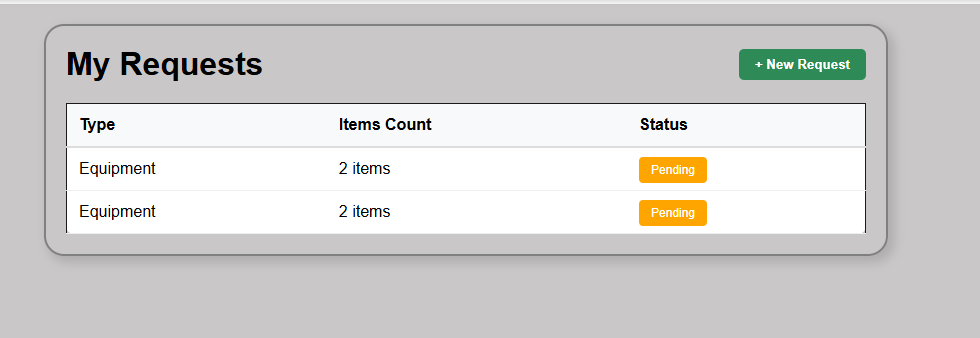 My Requests
+ New Request
Type Items Count Status
Equipment 2 items Pending
Equipment 2 items Pending